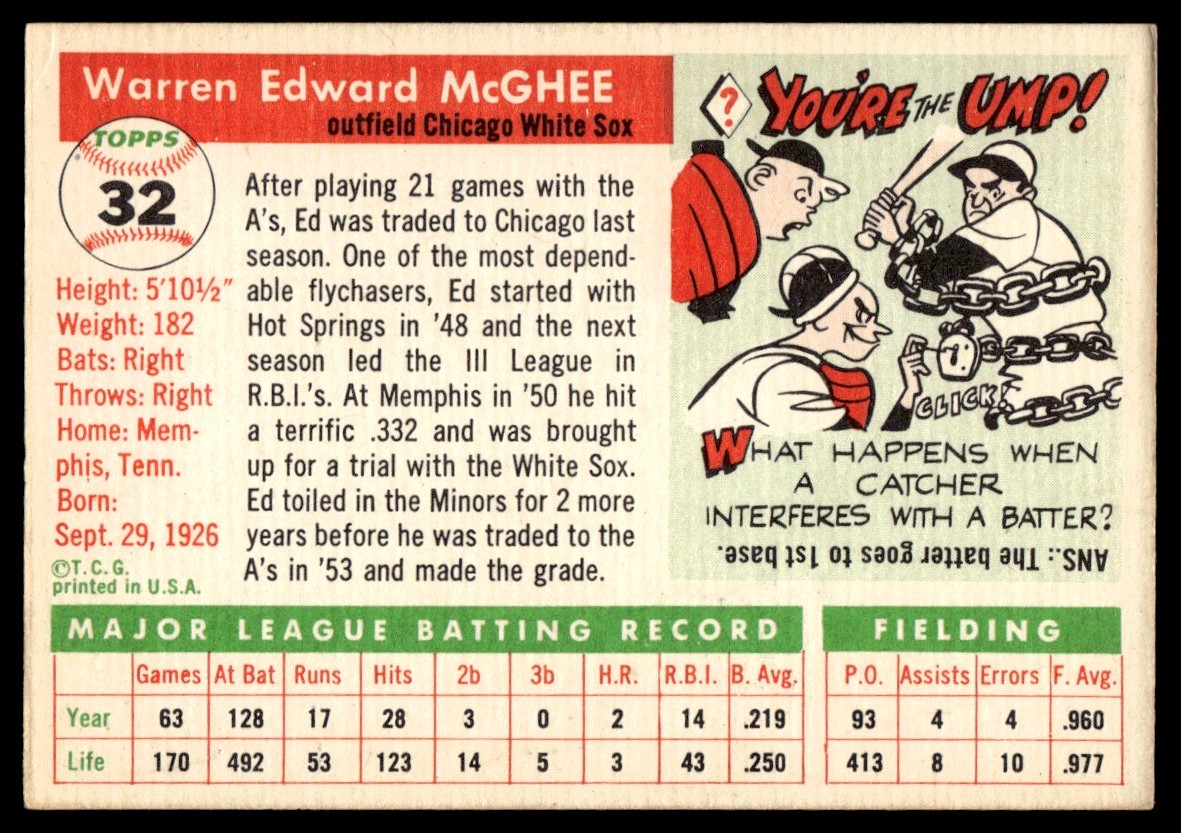 Warren Edward McGHEE
outfield Chicago White Sox
TOPPS
32
Height: 5'10½"
Weight: 182
Bats: Right
Throws: Right
Home: Mem-
phis, Tenn.
Born:
Sept. 29, 1926
©T. C. G.
printed in U.S.A.
After playing 21 games with the
A's, Ed was traded to Chicago last
season. One of the most depend-
able flychasers, Ed started with
Hot Springs in '48 and the next
season led the III League in
R.B.I.'s. At Memphis in '50 he hit
a terrific .332 and was brought
up for a trial with the White Sox.
Ed toiled in the Minors for 2 more
years before he was traded to the
A's in '53 and made the grade.
? YOU'RE THE UMP!
CLICK!
WHAT HAPPENS WHEN
A CATCHER
INTERFERES WITH A BATTER?
ANS.: The batter goes to 1st base.
MAJOR LEAGUE BATTING RECORD
Games At Bat Runs Hits 2b 3b H.R. R.B.I. B. Avg.
Year 63 128 17 28 3 0 2 14 .219
Life 170 492 53 123 14 5 3 43 .250
FIELDING
P.O. Assists Errors F. Avg.
93 4 4 .960
413 8 10 .977